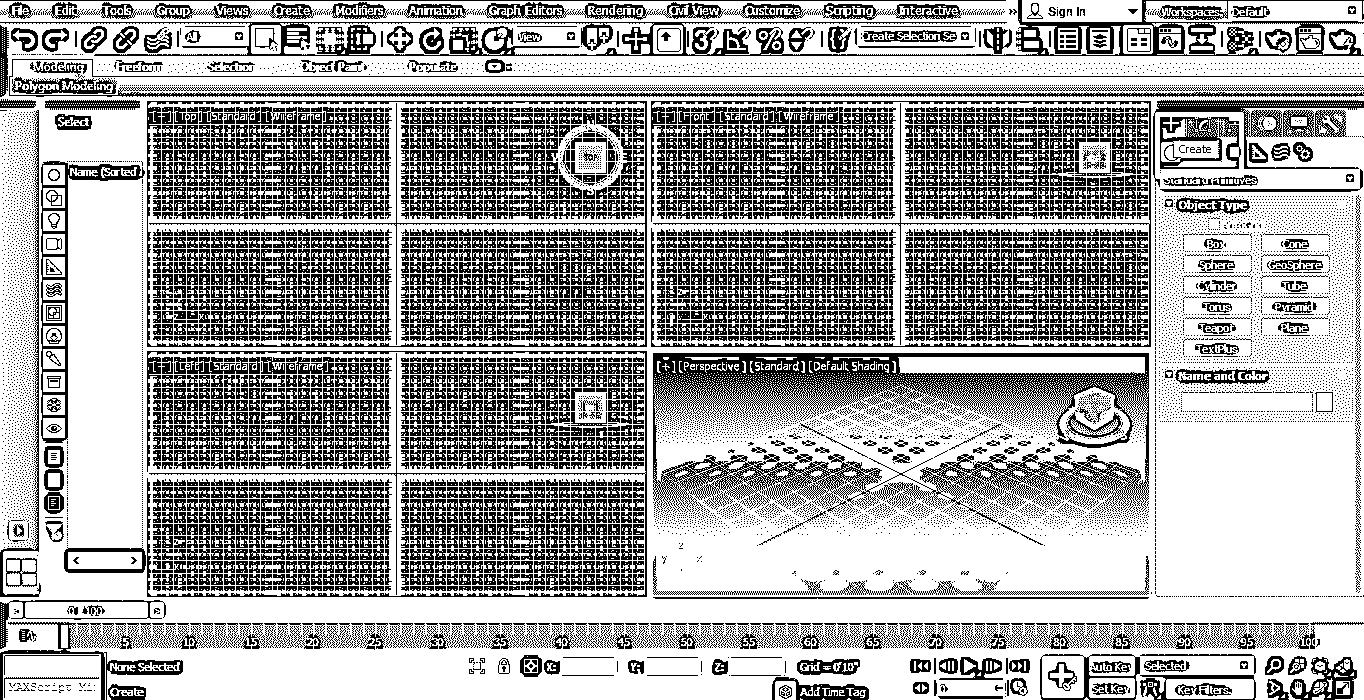 File Edit Tools Group Views Create Modifiers Animation Graph Editors Rendering Civil View Customize Scripting Interactive » Sign In Workspaces: Default
All View Create Selection Se
Modeling Freeform Selection Object Paint Populate
Polygon Modeling
Select
Name (Sorted
[+] [Top] [Standard] [Wireframe]
TOP
[+] [Front] [Standard] [Wireframe]
[+] [Left] [Standard] [Wireframe]
[+] [Perspective] [Standard] [Default Shading]
z
y x
Create
Standard Primitives
Object Type
Box Cone
Sphere GeoSphere
Cylinder Tube
Torus Pyramid
Teapot Plane
TextPlus
Name and Color
0 / 100
5 10 15 20 25 30 35 40 45 50 55 60 65 70 75 80 85 90 95 100
None Selected X: Y: Z: Grid = 0'10" Auto Key Selected
MAXScript Mi
Create Add Time Tag Set Key Key Filters...